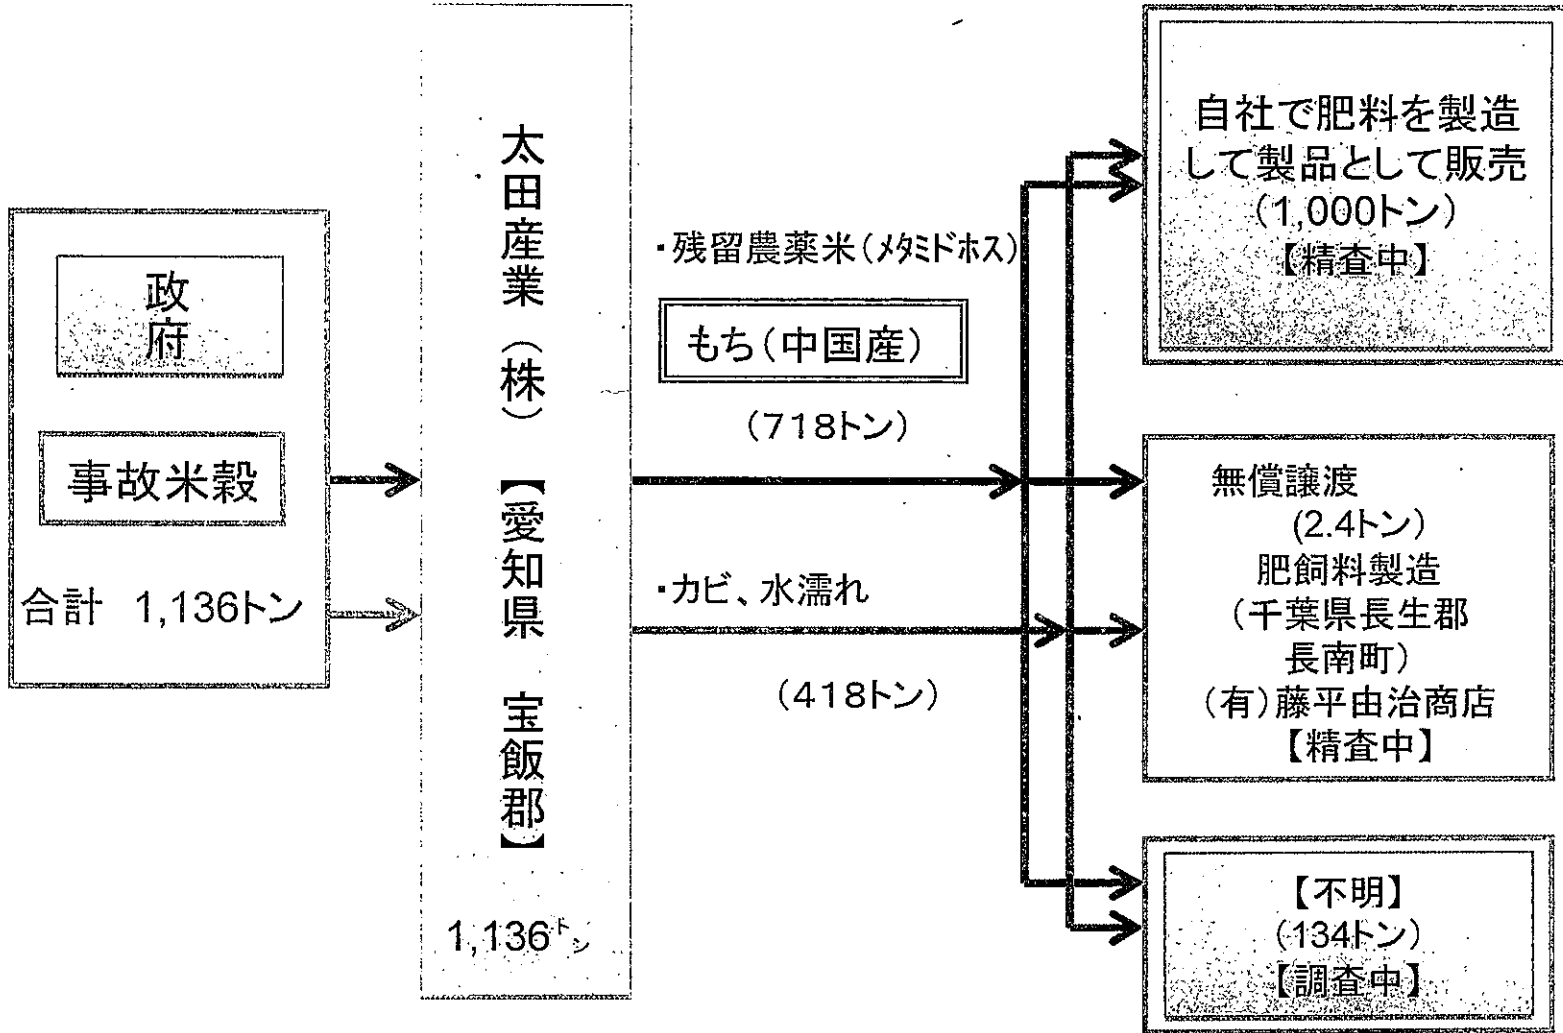 政
府
事故米穀
合計 1,136トン
太田産業（株）【愛知県 宝飯郡】
1,136トン
・残留農薬米（メタミドホス）
もち（中国産）
（718トン）
・カビ、水濡れ
（418トン）
自社で肥料を製造
して製品として販売
（1,000トン）
【精査中】
無償譲渡
(2.4トン)
肥飼料製造
（千葉県長生郡
長南町）
（有）藤平由治商店
【精査中】
【不明】
（134トン）
【調査中】